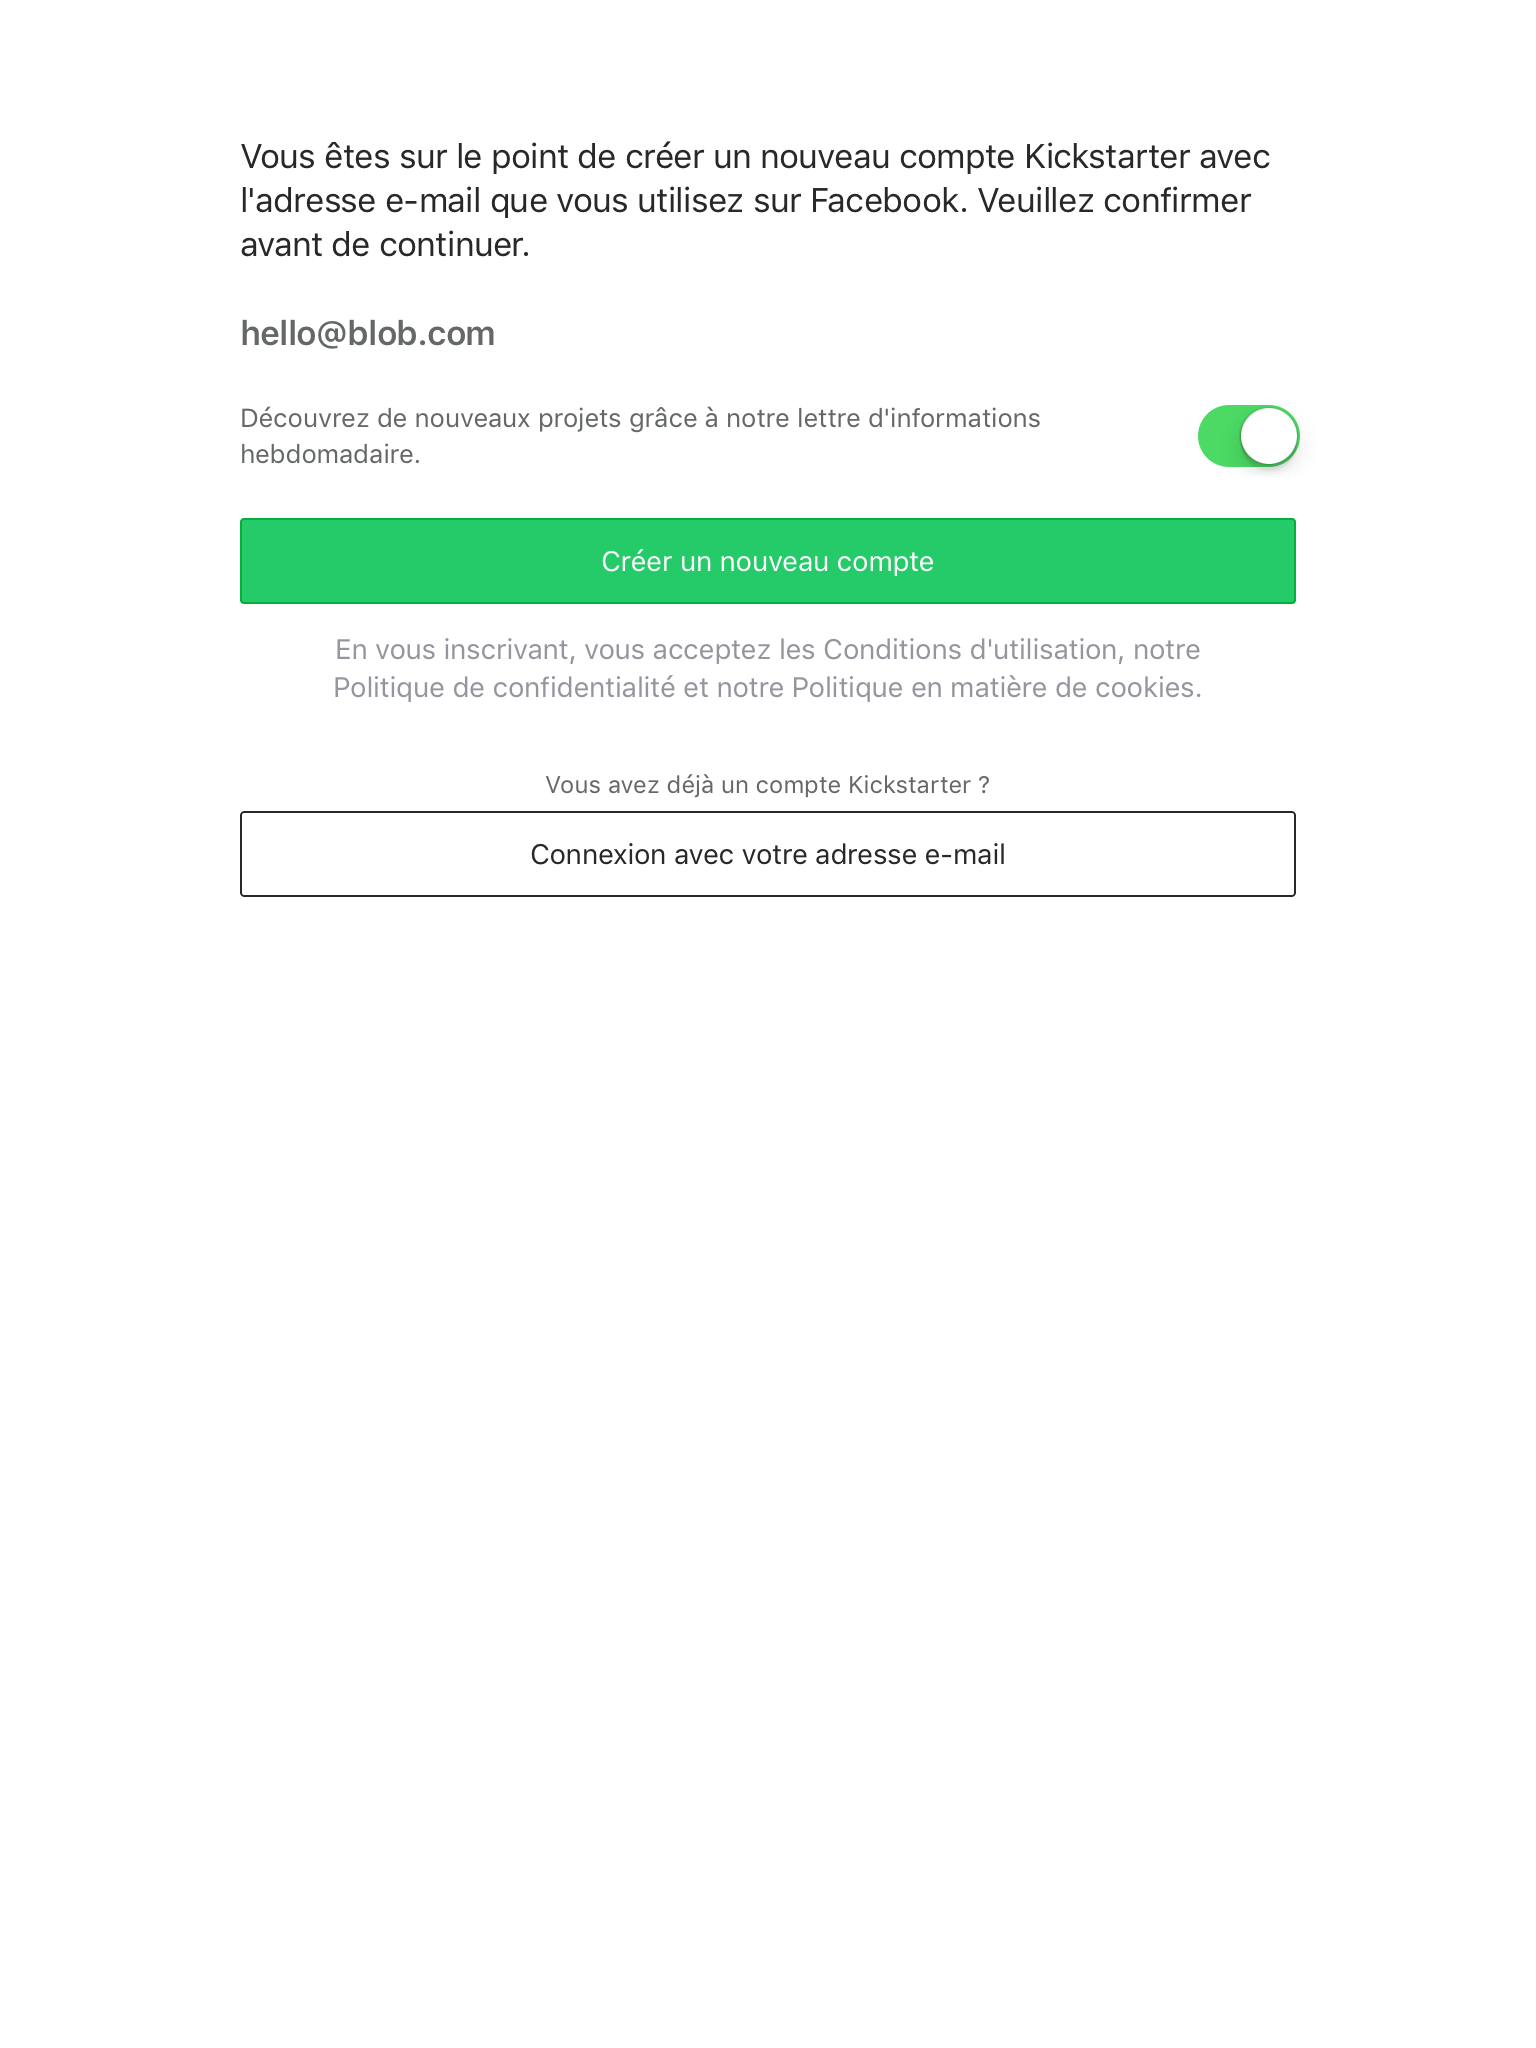 Vous êtes sur le point de créer un nouveau compte Kickstarter avec
l'adresse e-mail que vous utilisez sur Facebook. Veuillez confirmer
avant de continuer.
hello@blob.com
Découvrez de nouveaux projets grâce à notre lettre d'informations
hebdomadaire.
Créer un nouveau compte
En vous inscrivant, vous acceptez les Conditions d'utilisation, notre
Politique de confidentialité et notre Politique en matière de cookies.
Vous avez déjà un compte Kickstarter ?
Connexion avec votre adresse e-mail